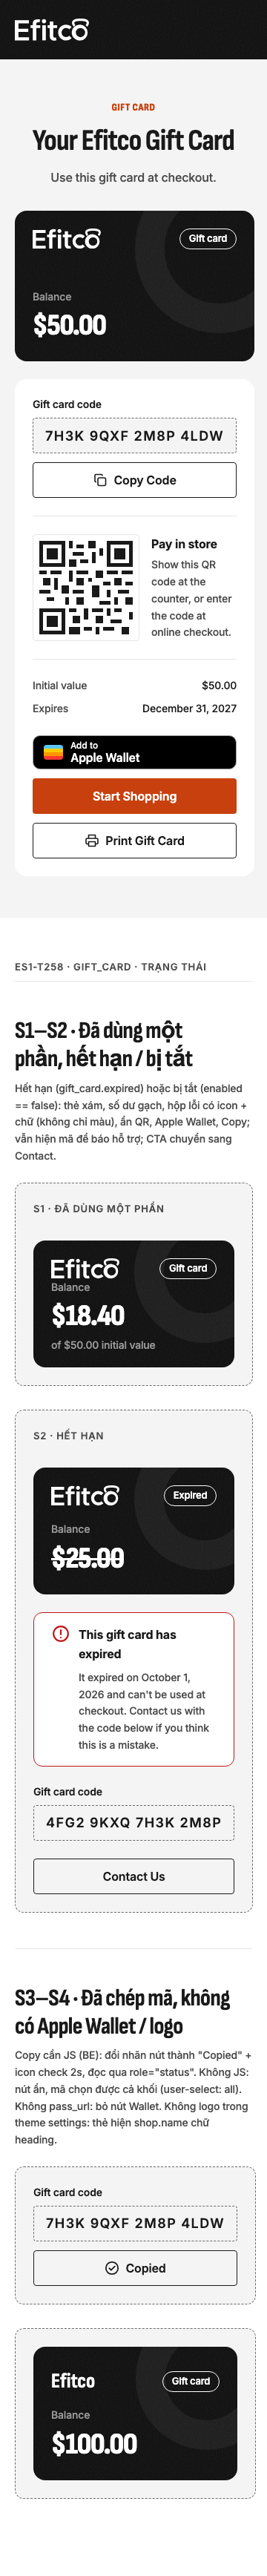 Efitco
GIFT CARD
Your Efitco Gift Card
Use this gift card at checkout.
Efitco
Gift card
Balance
$50.00
Gift card code
7H3K 9QXF 2M8P 4LDW
Copy Code
Pay in store
Show this QR
code at the
counter, or enter
the code at
online checkout.
Initial value
$50.00
Expires
December 31, 2027
Add to
Apple Wallet
Start Shopping
Print Gift Card
ES1-T258 · GIFT_CARD · TRẠNG THÁI
S1–S2 · Đã dùng một
phần, hết hạn / bị tắt
Hết hạn (gift_card.expired) hoặc bị tắt (enabled
== false): thẻ xám, số dư gạch, hộp lỗi có icon +
chữ (không chỉ màu), ẩn QR, Apple Wallet, Copy;
vẫn hiện mã để báo hỗ trợ; CTA chuyển sang
Contact.
S1 · ĐÃ DÙNG MỘT PHẦN
Efitco
Gift card
Balance
$18.40
of $50.00 initial value
S2 · HẾT HẠN
Efitco
Expired
Balance
$25.00
This gift card has
expired
It expired on October 1,
2026 and can't be used at
checkout. Contact us with
the code below if you think
this is a mistake.
Gift card code
4FG2 9KXQ 7H3K 2M8P
Contact Us
S3–S4 · Đã chép mã, không
có Apple Wallet / logo
Copy cần JS (BE): đổi nhãn nút thành "Copied" +
icon check 2s, đọc qua role="status". Không JS:
nút ẩn, mã chọn được cả khối (user-select: all).
Không pass_url: bỏ nút Wallet. Không logo trong
theme settings: thẻ hiện shop.name chữ
heading.
Gift card code
7H3K 9QXF 2M8P 4LDW
Copied
Efitco
Gift card
Balance
$100.00